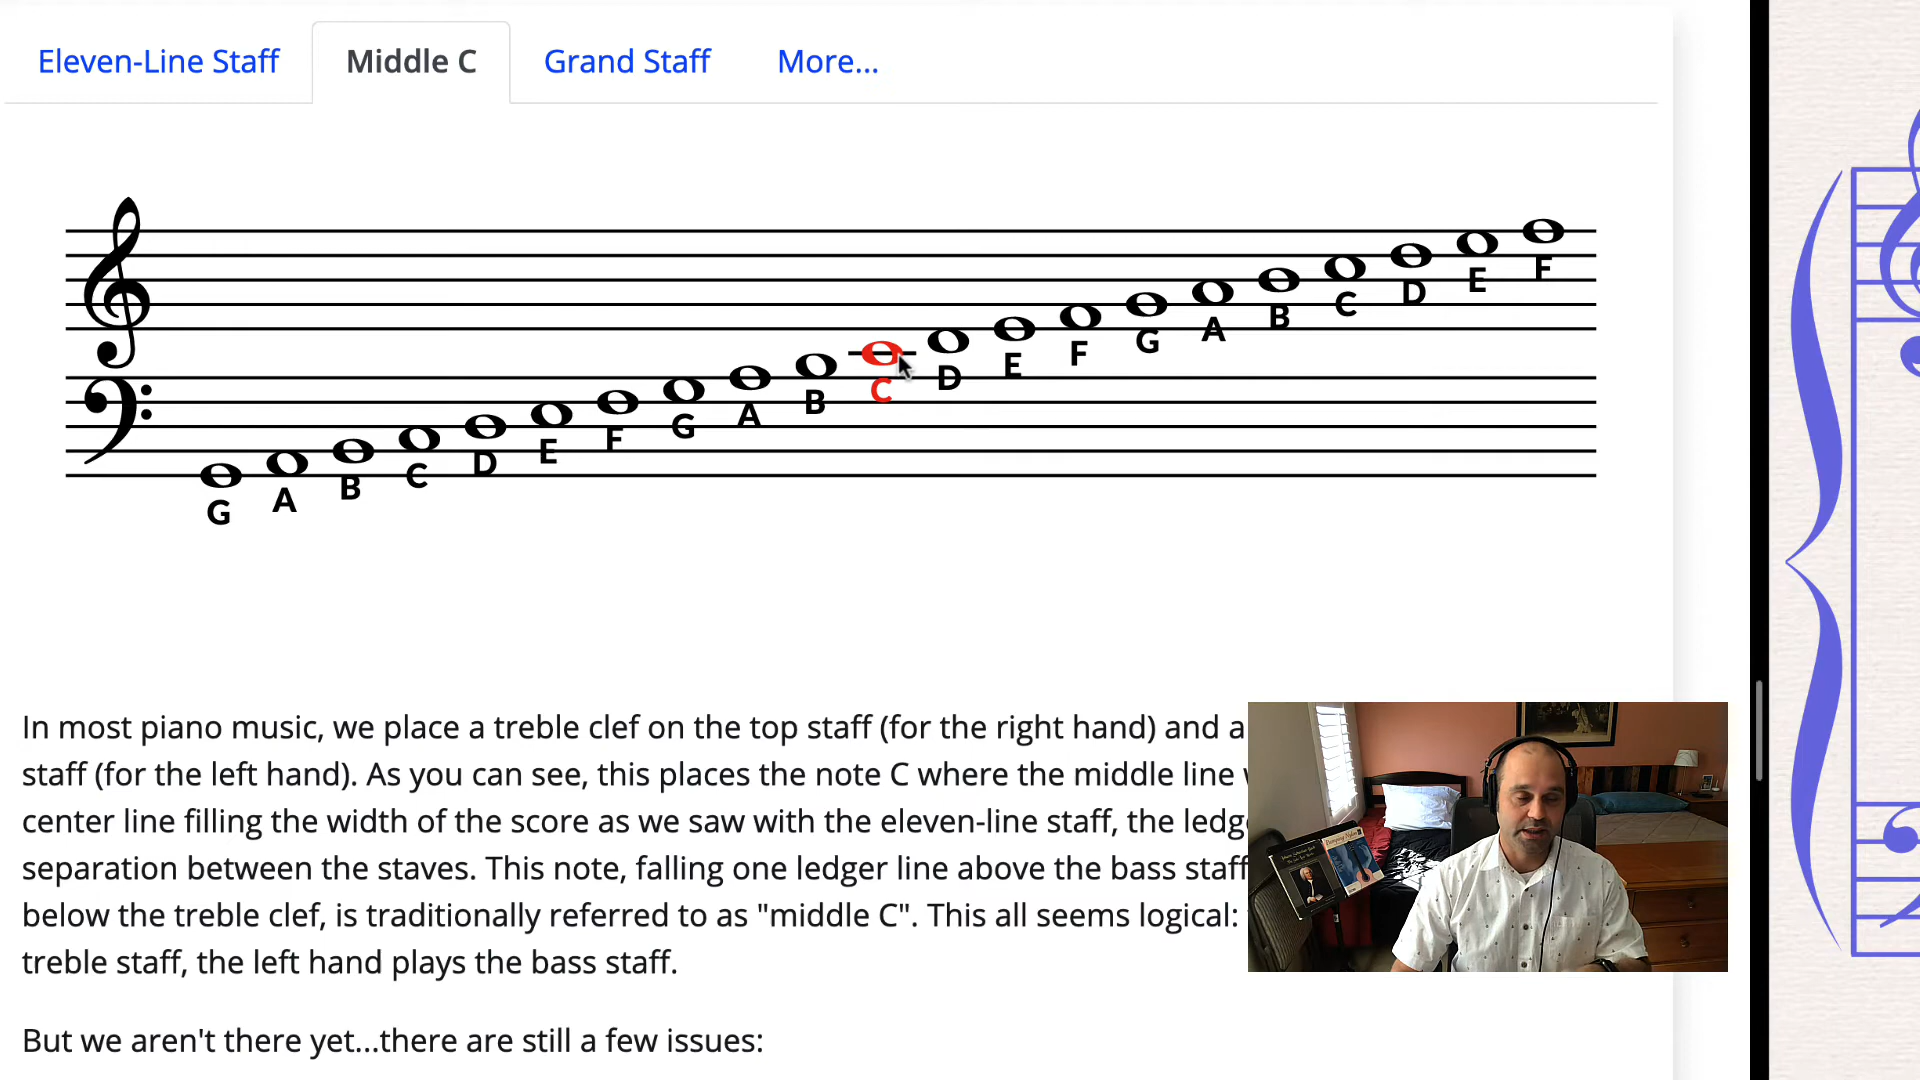 Eleven-Line Staff Middle C Grand Staff More...
G A B C D E F G A B C D E F G A B C D E F
In most piano music, we place a treble clef on the top staff (for the right hand) and a
staff (for the left hand). As you can see, this places the note C where the middle line
center line filling the width of the score as we saw with the eleven-line staff, the
separation between the staves. This note, falling one ledger line above the bass staff
below the treble clef, is traditionally referred to as "middle C". This all seems logical:
treble staff, the left hand plays the bass staff.
But we aren't there yet...there are still a few issues: